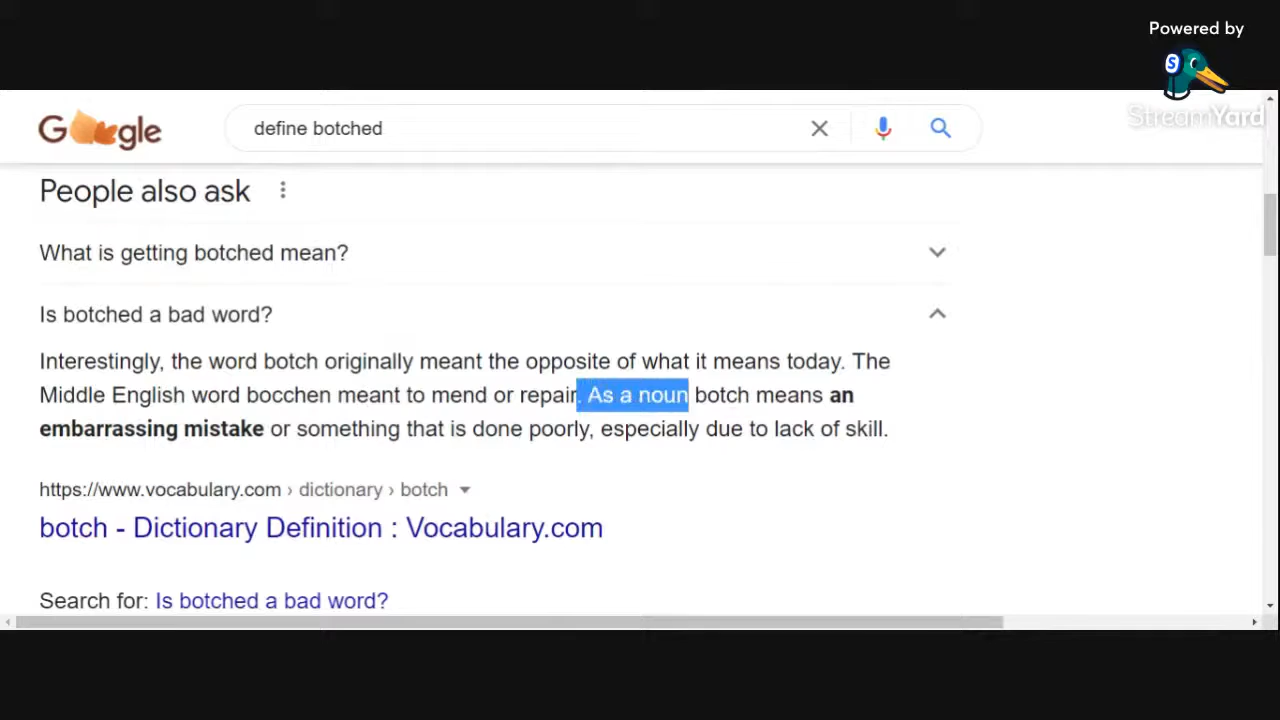 Powered by
S
StreamYard
Google
define botched
People also ask
What is getting botched mean?
Is botched a bad word?
Interestingly, the word botch originally meant the opposite of what it means today. The
Middle English word bocchen meant to mend or repair. As a noun botch means an
embarrassing mistake or something that is done poorly, especially due to lack of skill.
https://www.vocabulary.com › dictionary › botch
botch - Dictionary Definition : Vocabulary.com
Search for: Is botched a bad word?